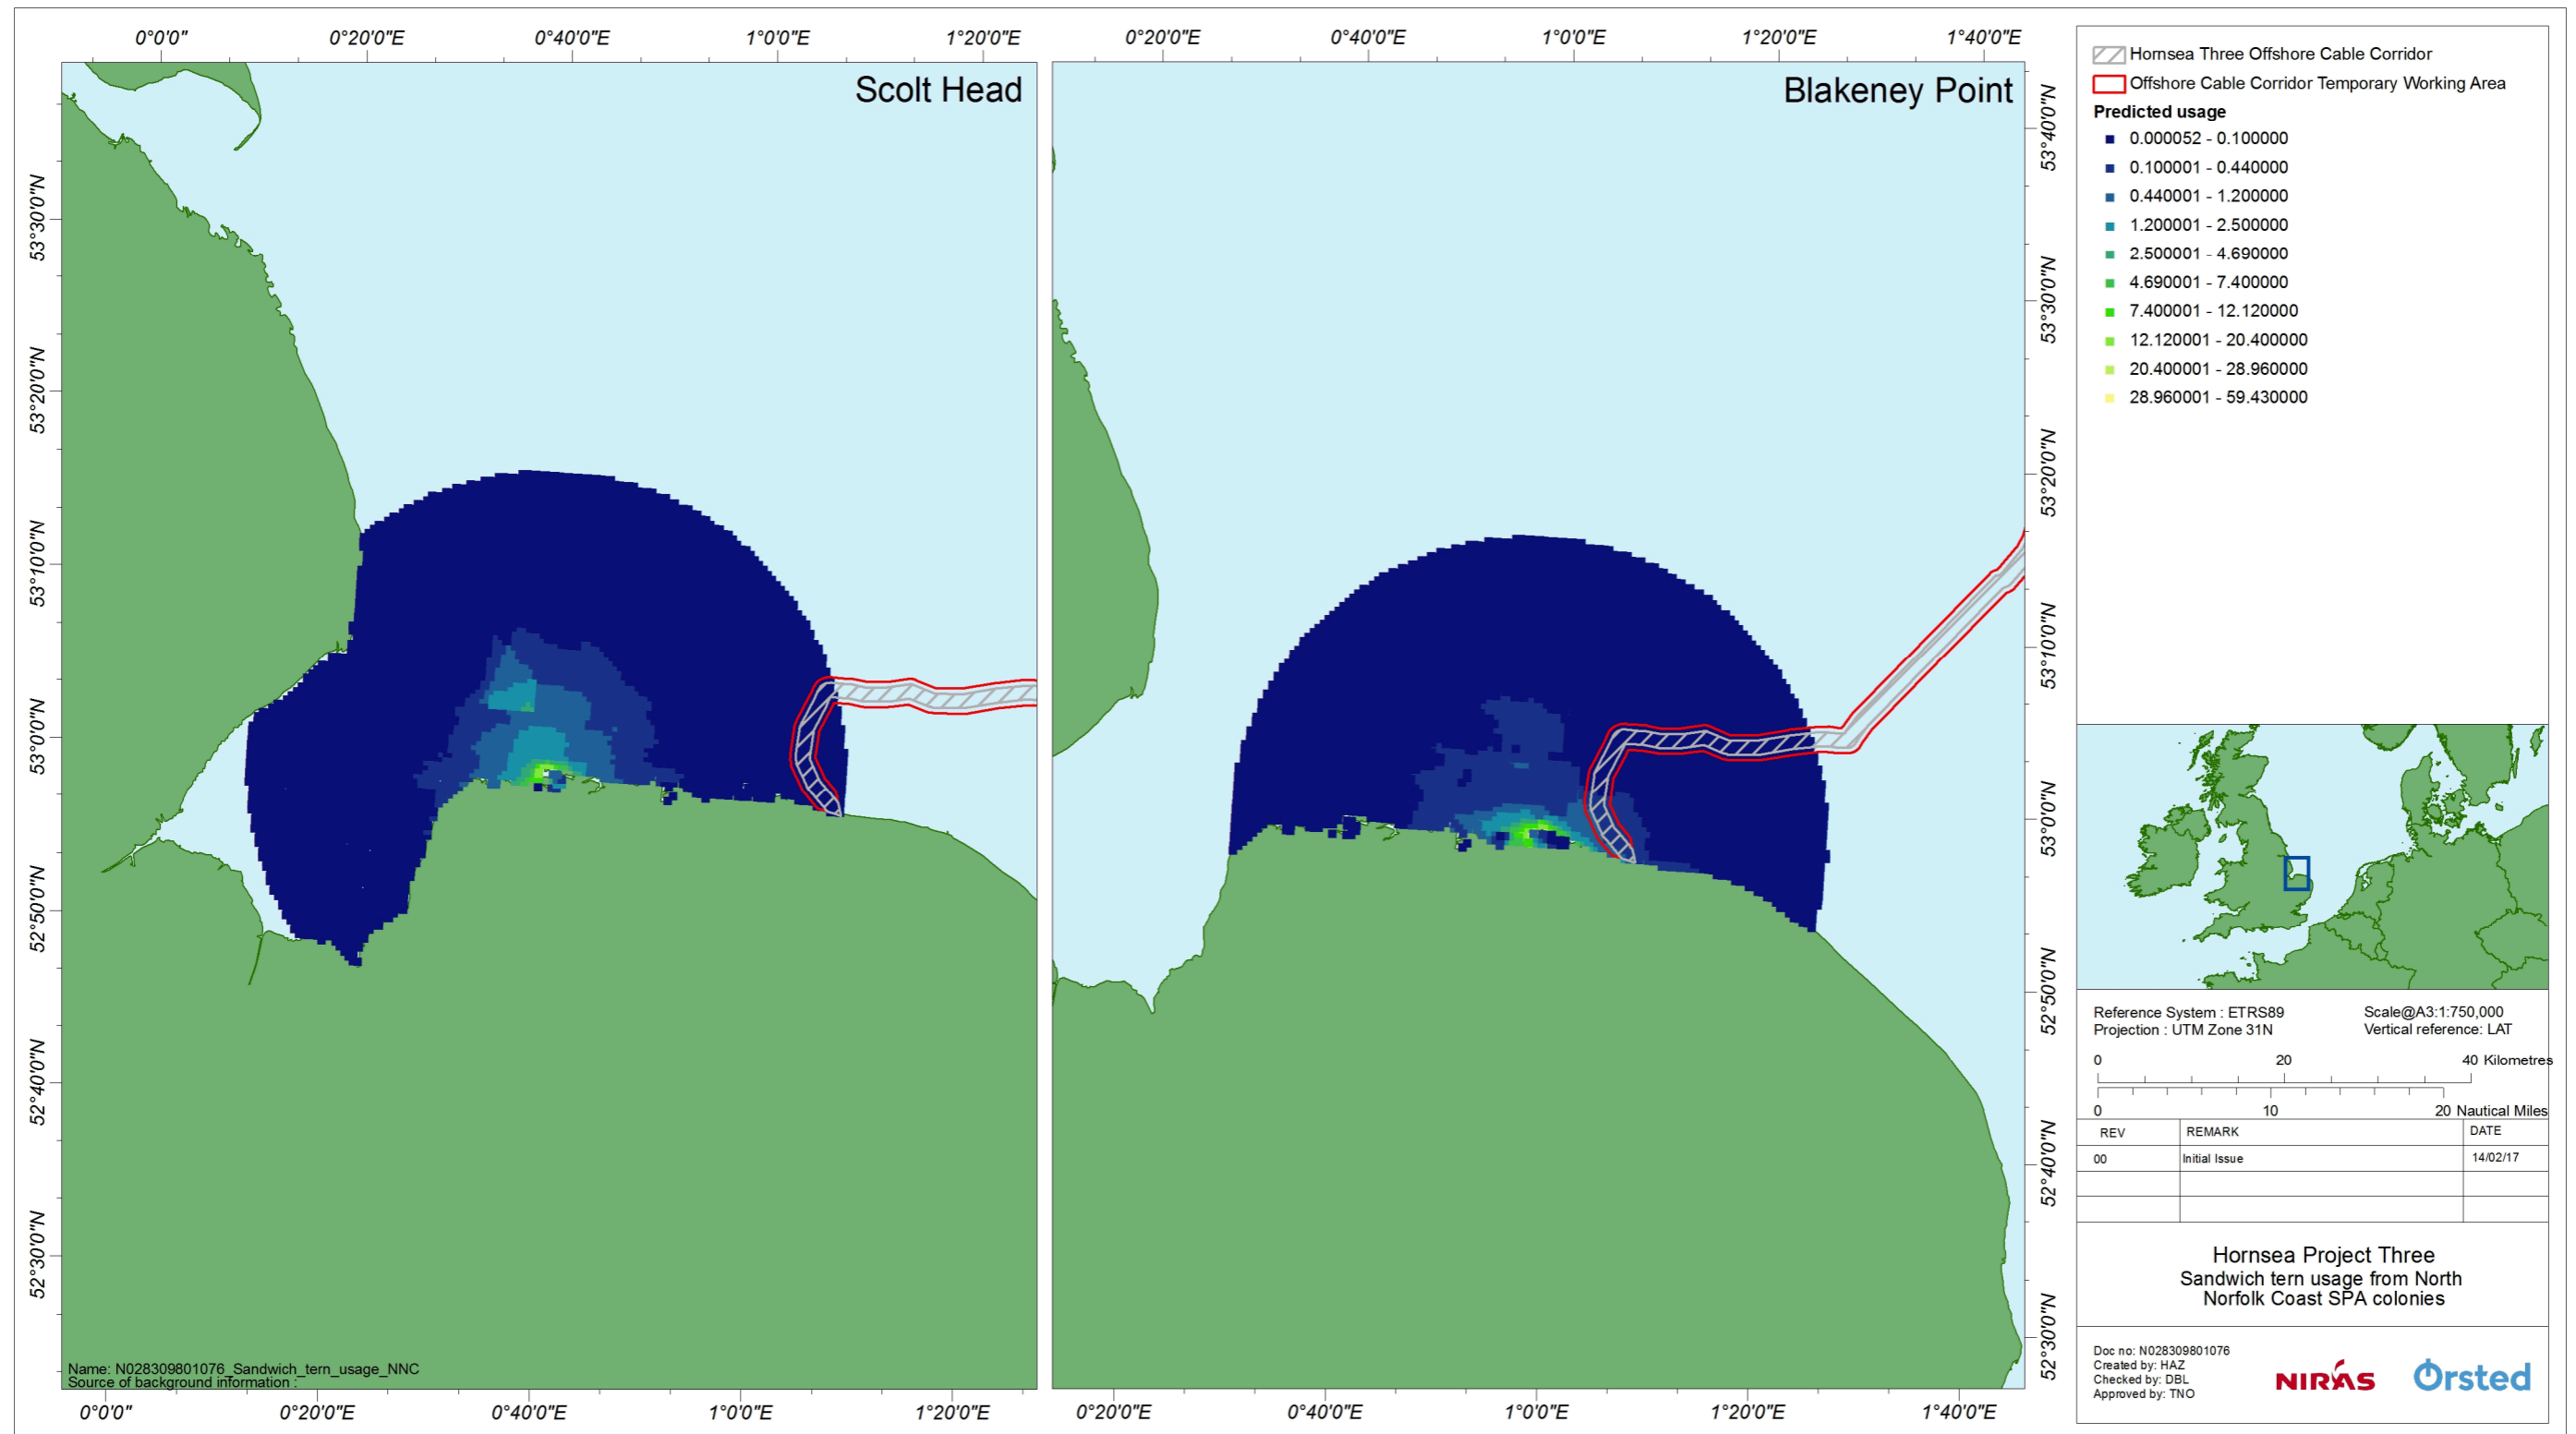 0°0'0" 0°20'0"E 0°40'0"E 1°0'0"E 1°20'0"E
0°20'0"E 0°40'0"E 1°0'0"E 1°20'0"E 1°40'0"E
Scolt Head
Blakeney Point
53°30'0"N
53°20'0"N
53°10'0"N
53°0'0"N
52°50'0"N
52°40'0"N
52°30'0"N
53°40'0"N
53°30'0"N
53°20'0"N
53°10'0"N
53°0'0"N
52°50'0"N
52°40'0"N
52°30'0"N
Name: N028309801076_Sandwich_tern_usage_NNC
Source of background information :
0°0'0" 0°20'0"E 0°40'0"E 1°0'0"E 1°20'0"E
0°20'0"E 0°40'0"E 1°0'0"E 1°20'0"E 1°40'0"E
Hornsea Three Offshore Cable Corridor
Offshore Cable Corridor Temporary Working Area
Predicted usage
0.000052 - 0.100000
0.100001 - 0.440000
0.440001 - 1.200000
1.200001 - 2.500000
2.500001 - 4.690000
4.690001 - 7.400000
7.400001 - 12.120000
12.120001 - 20.400000
20.400001 - 28.960000
28.960001 - 59.430000
Reference System : ETRS89 Scale@A3:1:750,000
Projection : UTM Zone 31N Vertical reference: LAT
0 20 40 Kilometres
0 10 20 Nautical Miles
REV REMARK DATE
00 Initial Issue 14/02/17
Hornsea Project Three
Sandwich tern usage from North
Norfolk Coast SPA colonies
Doc no: N028309801076
Created by: HAZ
Checked by: DBL
Approved by: TNO
NIRAS
Ørsted